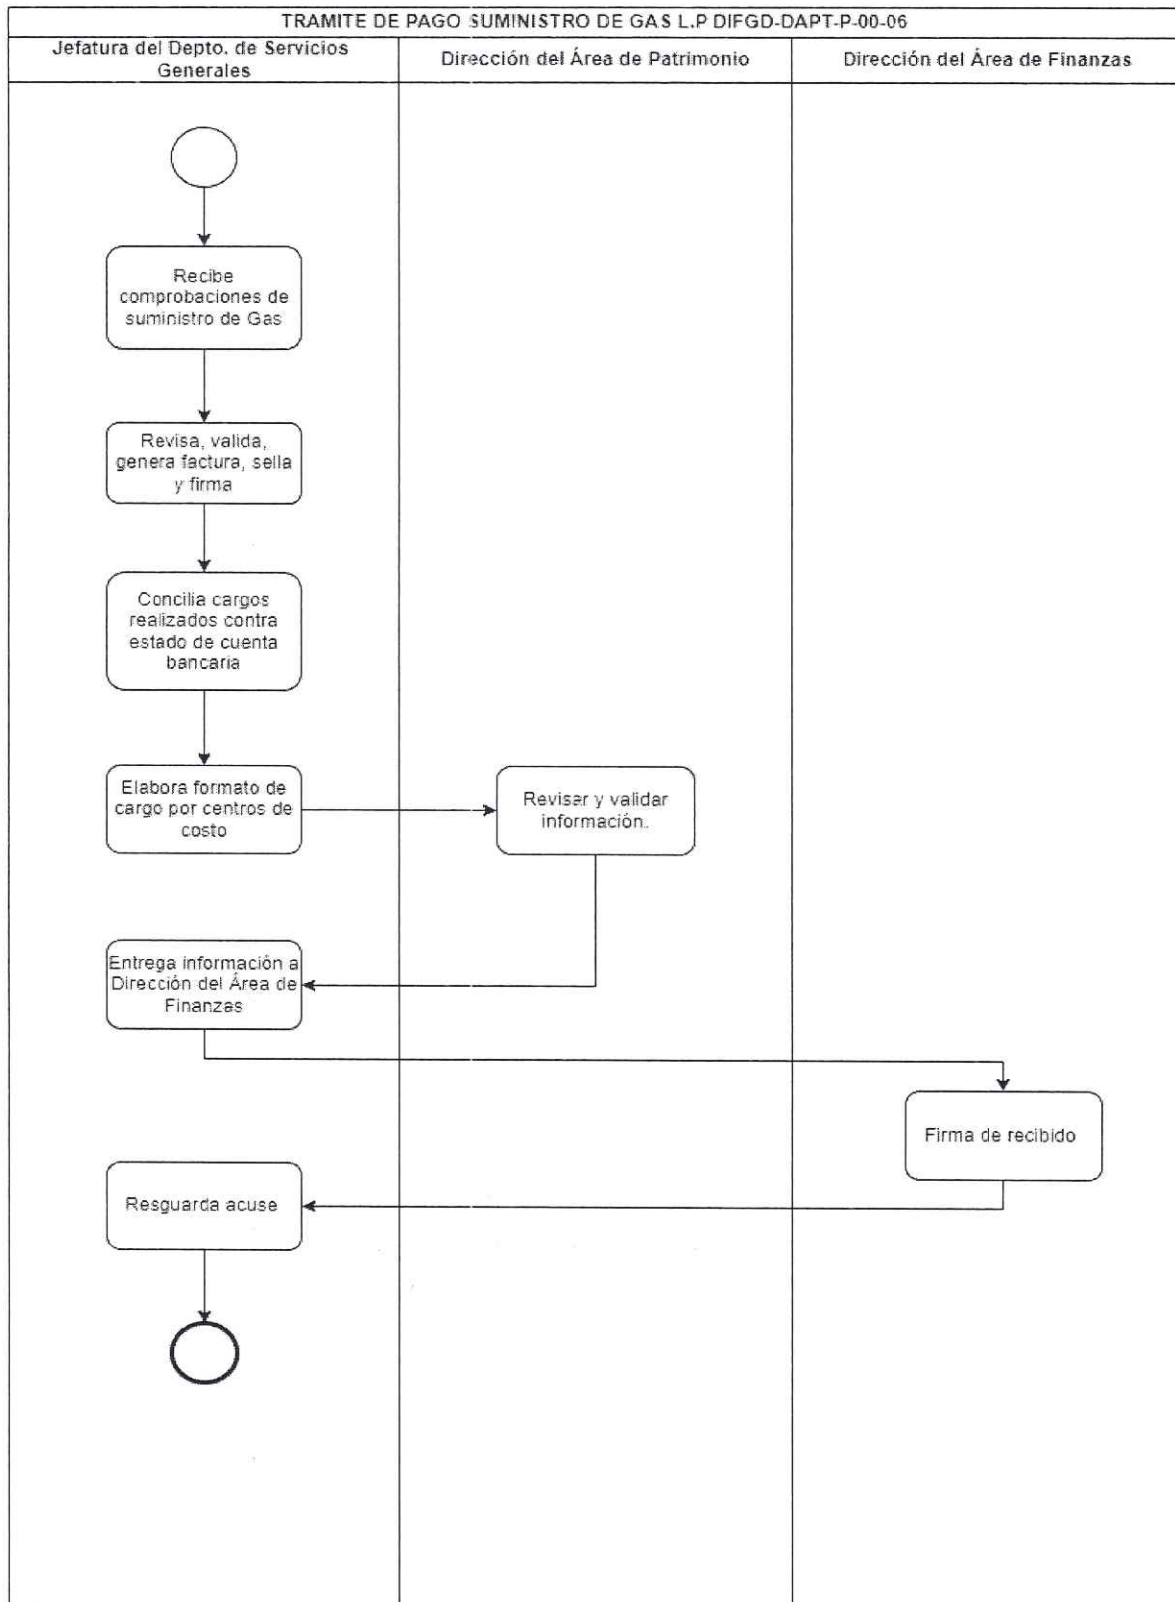 TRAMITE DE PAGO SUMINISTRO DE GAS L.P DIFGD-DAPT-P-00-06
Jefatura del Depto. de Servicios
Generales
Dirección del Área de Patrimonio
Dirección del Área de Finanzas
Recibe
comprobaciones de
suministro de Gas
Revisa, valida,
genera factura, sella
y firma
Concilia cargos
realizados contra
estado de cuenta
bancaria
Elabora formato de
cargo por centros de
costo
Revisar y validar
información.
Entrega información a
Dirección del Área de
Finanzas
Firma de recibido
Resguarda acuse